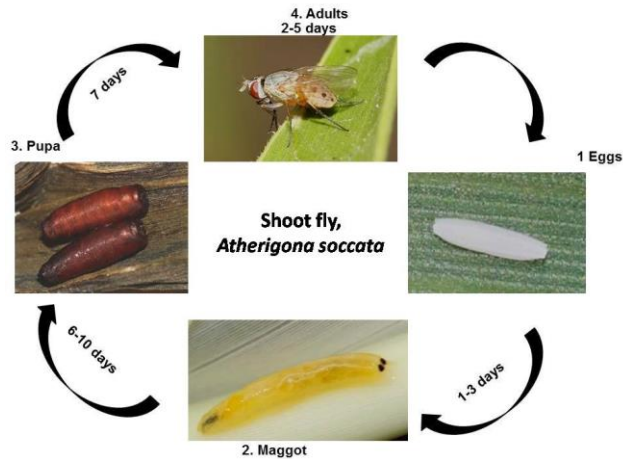 4. Adults
2-5 days
7 days
3. Pupa
1 Eggs
Shoot fly,
Atherigona soccata
6-10 days
1-3 days
2. Maggot